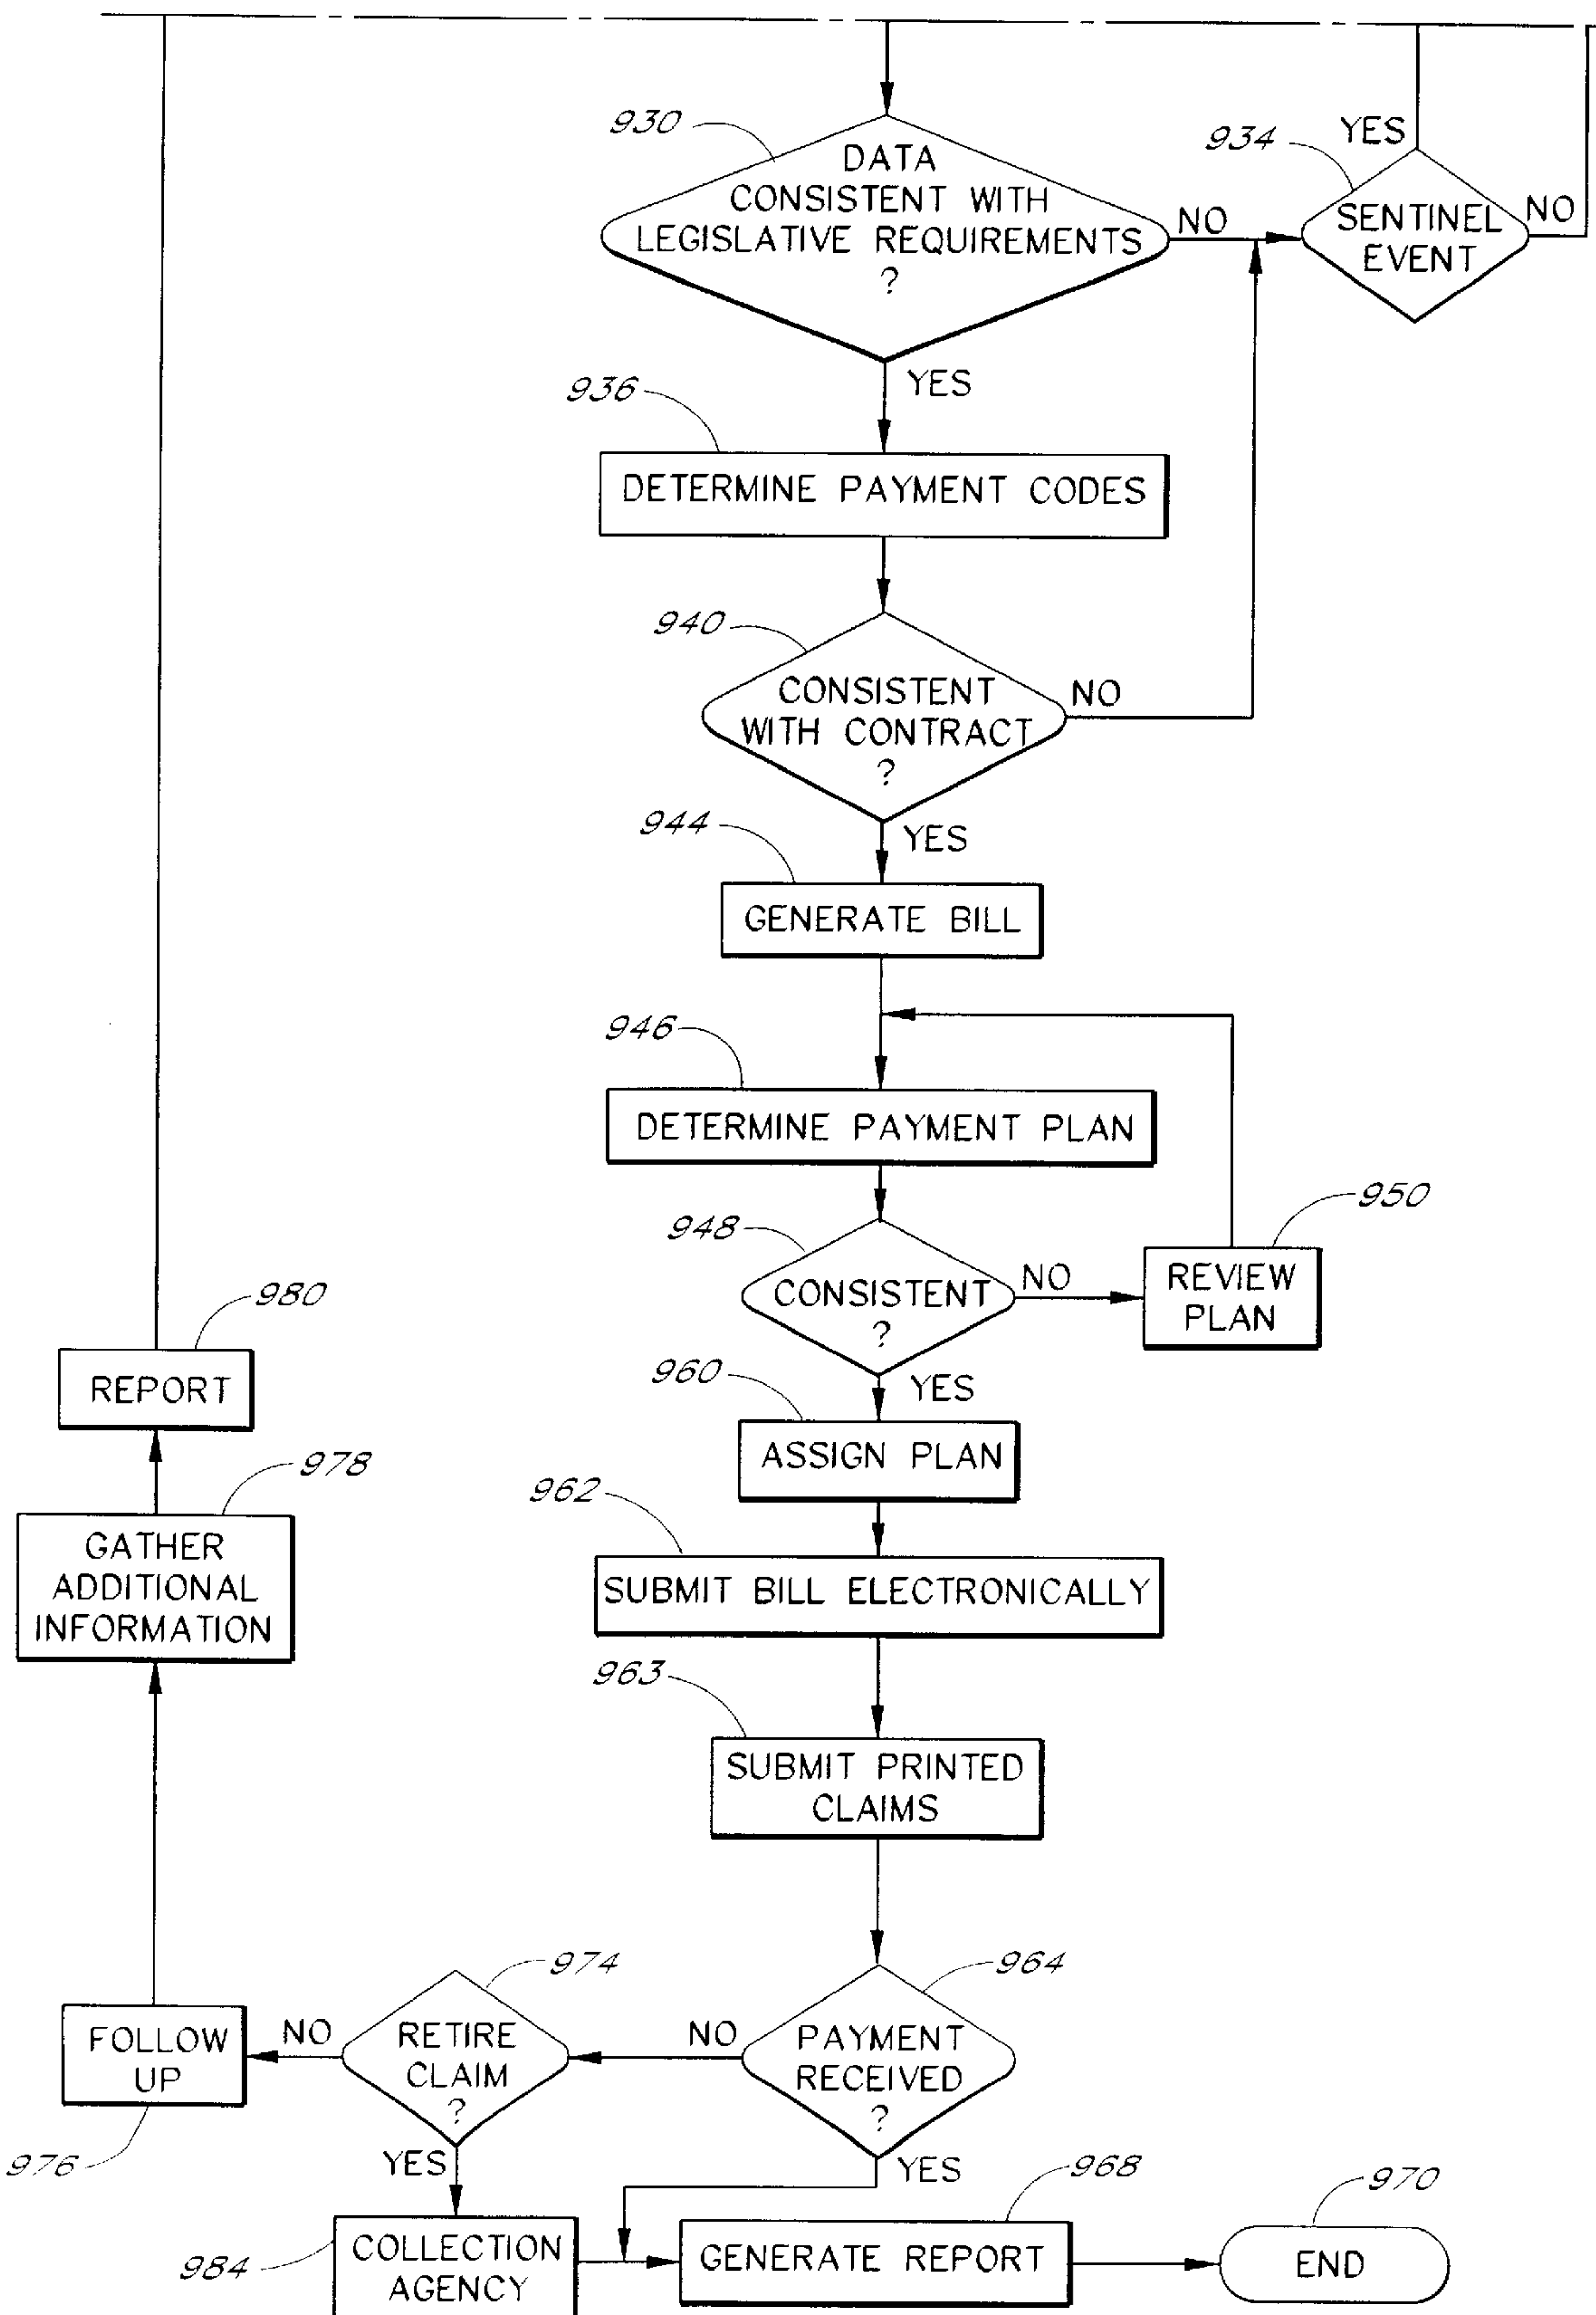 930
DATA
CONSISTENT WITH
LEGISLATIVE REQUIREMENTS
?
NO
934
YES
SENTINEL
EVENT
NO
YES
936
DETERMINE PAYMENT CODES
940
CONSISTENT
WITH CONTRACT
?
NO
YES
944
GENERATE BILL
946
DETERMINE PAYMENT PLAN
948
CONSISTENT
?
NO
950
REVIEW
PLAN
YES
960
ASSIGN PLAN
962
SUBMIT BILL ELECTRONICALLY
963
SUBMIT PRINTED
CLAIMS
964
PAYMENT
RECEIVED
?
NO
YES
974
RETIRE
CLAIM
?
NO
YES
FOLLOW
UP
976
978
GATHER
ADDITIONAL
INFORMATION
980
REPORT
984
COLLECTION
AGENCY
968
GENERATE REPORT
970
END